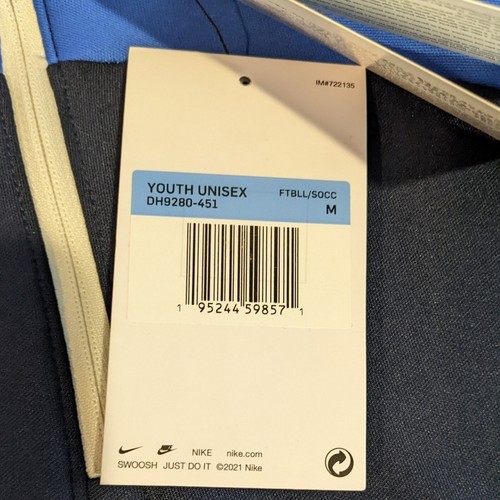 IM#722135
YOUTH UNISEX FTBLL/SOCC
DH9280-451 M
1 95244 59857 1
NIKE nike.com
SWOOSH JUST DO IT ©2021 Nike